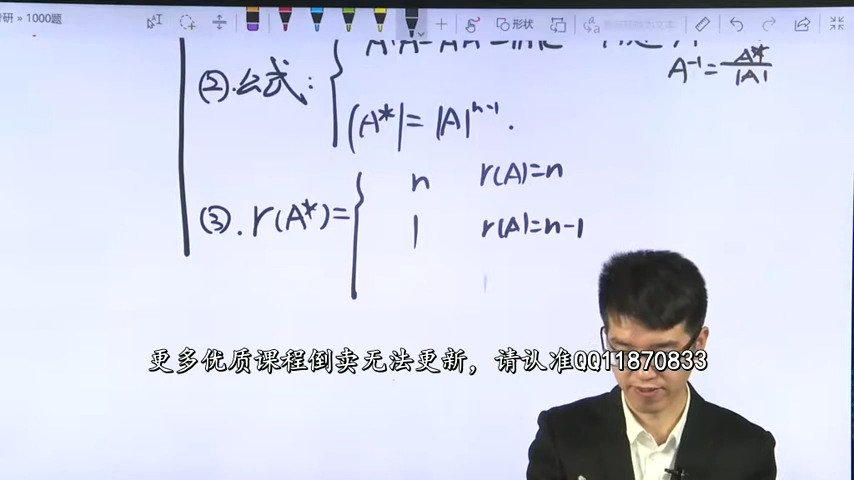 考研 » 1000题
形状
A⁻¹=A*/|A|
(2).公式:
|A*|=|A|ⁿ⁻¹.
(3).r(A*)=
n r(A)=n
1 r(A)=n-1
更多优质课程倒卖无法更新，请认准QQ11870833